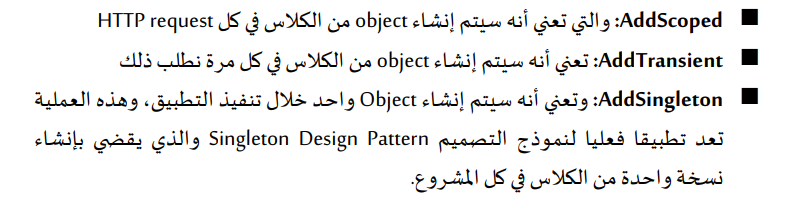 ■ AddScoped: والتي تعني أنه سيتم إنشاء object من الكلاس في كل HTTP request
■ AddTransient: تعني أنه سيتم إنشاء object من الكلاس في كل مرة نطلب ذلك
■ AddSingleton: وتعني أنه سيتم إنشاء Object واحد خلال تنفيذ التطبيق، وهذه العملية
تعد تطبيقا فعليا لنموذج التصميم Singleton Design Pattern والذي يقضي بإنشاء
نسخة واحدة من الكلاس في كل المشروع.